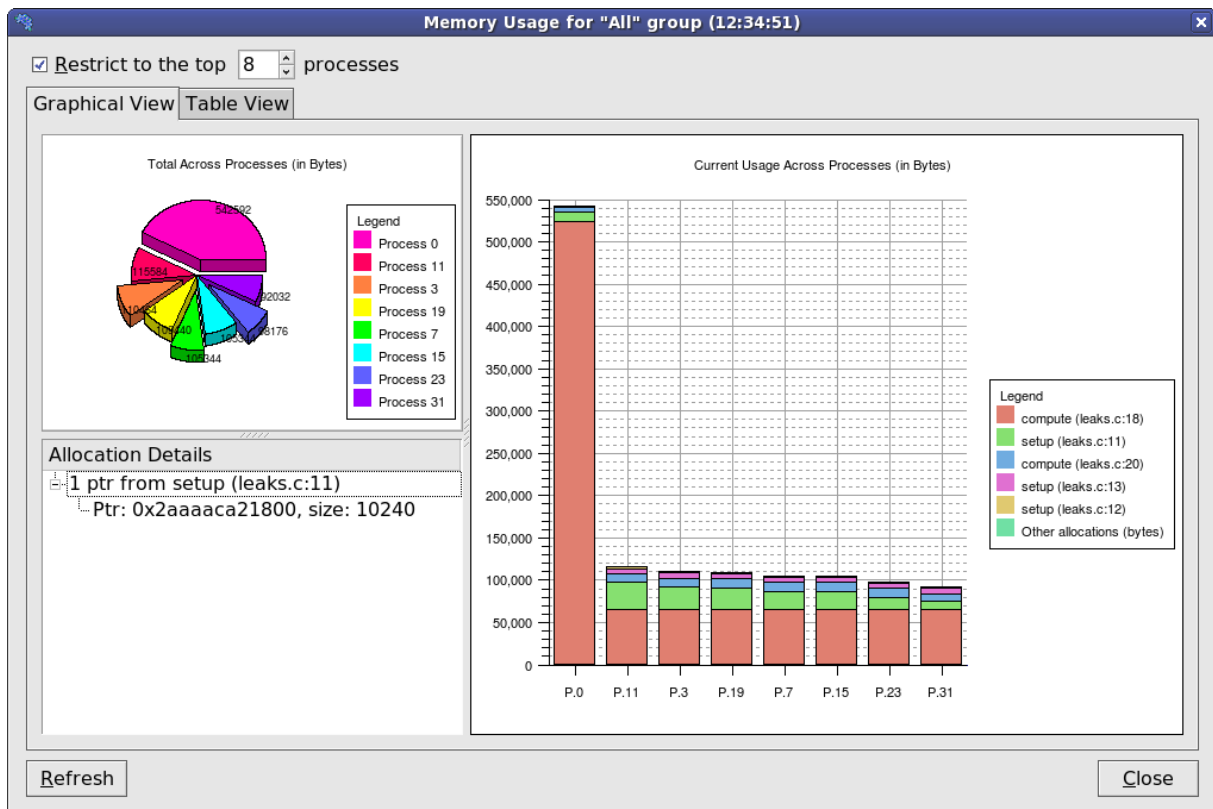 Memory Usage for "All" group (12:34:51)
Restrict to the top 8 processes
Graphical View Table View
Total Across Processes (in Bytes)
542592
115584
109440
105344
98176
92032
Legend
Process 0
Process 11
Process 3
Process 19
Process 7
Process 15
Process 23
Process 31
Allocation Details
1 ptr from setup (leaks.c:11)
Ptr: 0x2aaaaca21800, size: 10240
Current Usage Across Processes (in Bytes)
550,000
500,000
450,000
400,000
350,000
300,000
250,000
200,000
150,000
100,000
50,000
0
P.0 P.11 P.3 P.19 P.7 P.15 P.23 P.31
Legend
compute (leaks.c:18)
setup (leaks.c:11)
compute (leaks.c:20)
setup (leaks.c:13)
setup (leaks.c:12)
Other allocations (bytes)
Refresh
Close